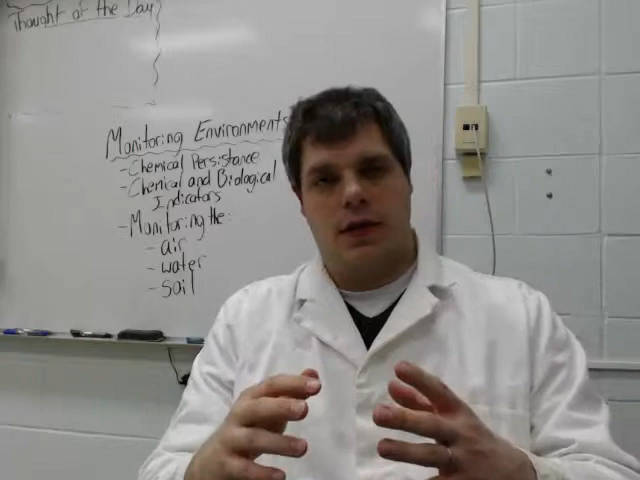 Thought of the Day
Monitoring Environments
- Chemical Persistance
- Chemical and Biological
Indicators
- Monitoring the:
- air
- water
- soil